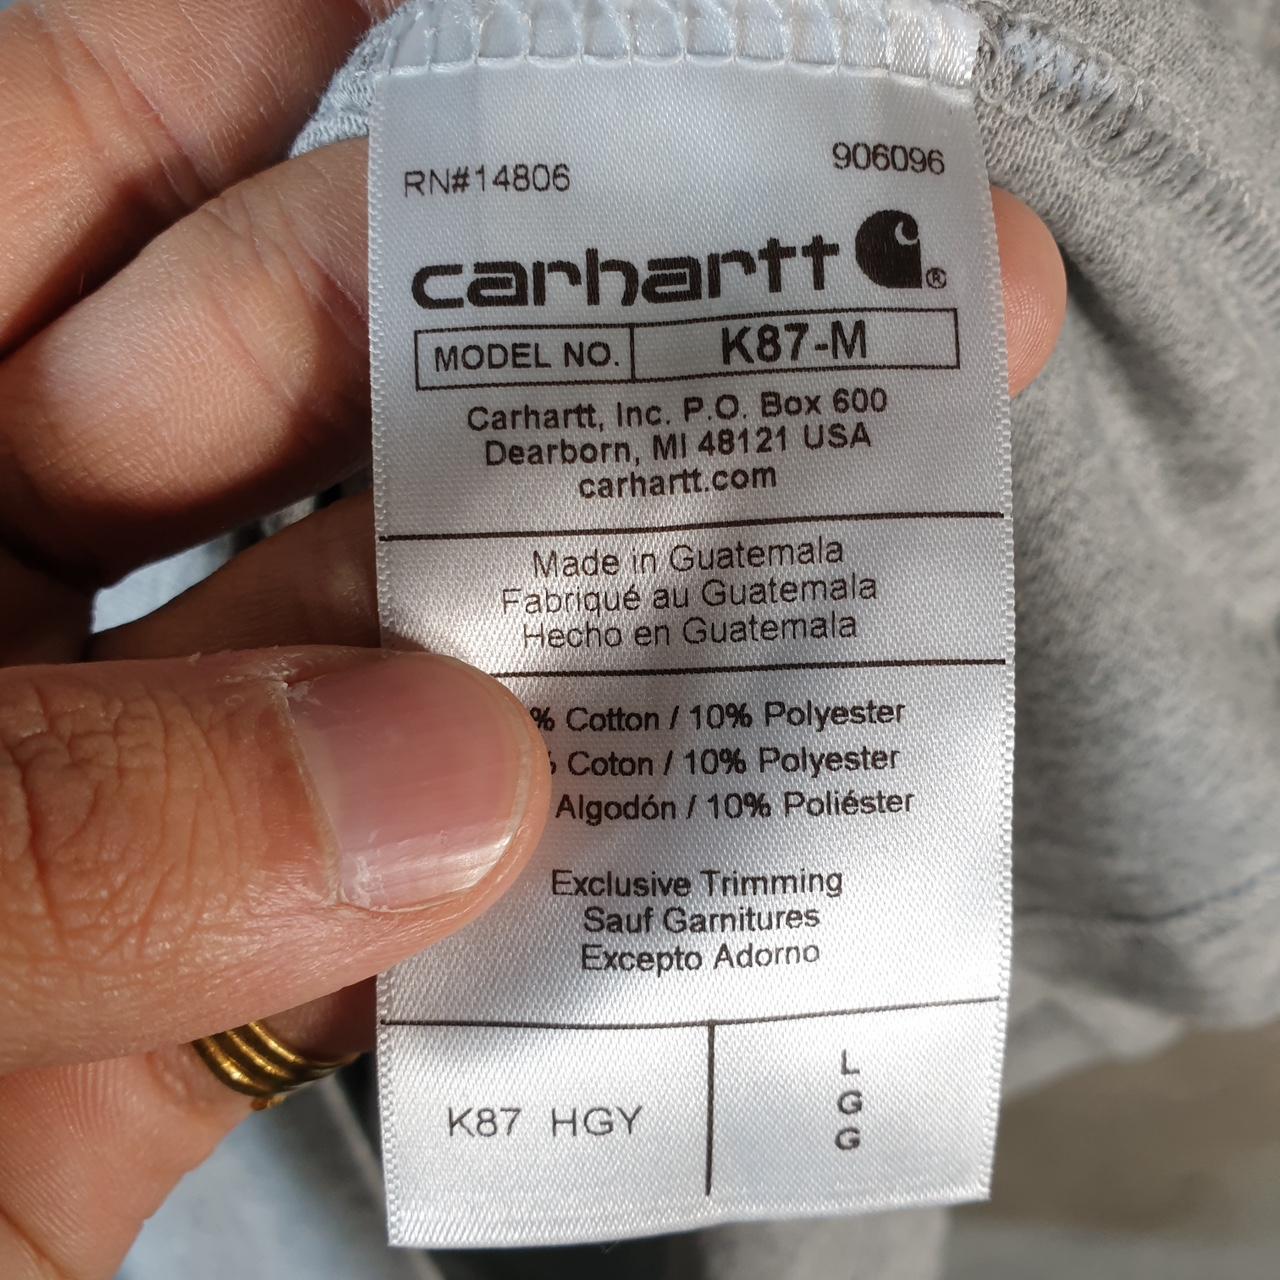 RN#14806 906096
carhartt ®
MODEL NO. K87-M
Carhartt, Inc. P.O. Box 600
Dearborn, MI 48121 USA
carhartt.com
Made in Guatemala
Fabriqué au Guatemala
Hecho en Guatemala
% Cotton / 10% Polyester
Coton / 10% Polyester
Algodón / 10% Poliéster
Exclusive Trimming
Sauf Garnitures
Excepto Adorno
K87 HGY
L
G
G